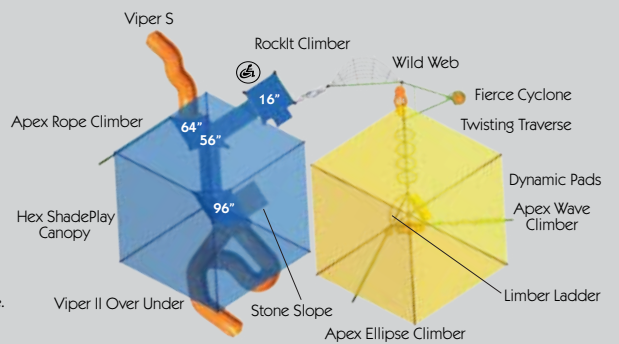 Viper S
RockIt Climber
Wild Web
16"
Fierce Cyclone
Apex Rope Climber
64"
56"
Twisting Traverse
Dynamic Pads
96"
Hex ShadePlay
Canopy
Apex Wave
Climber
Limber Ladder
e.
Viper II Over Under
Stone Slope
Apex Ellipse Climber